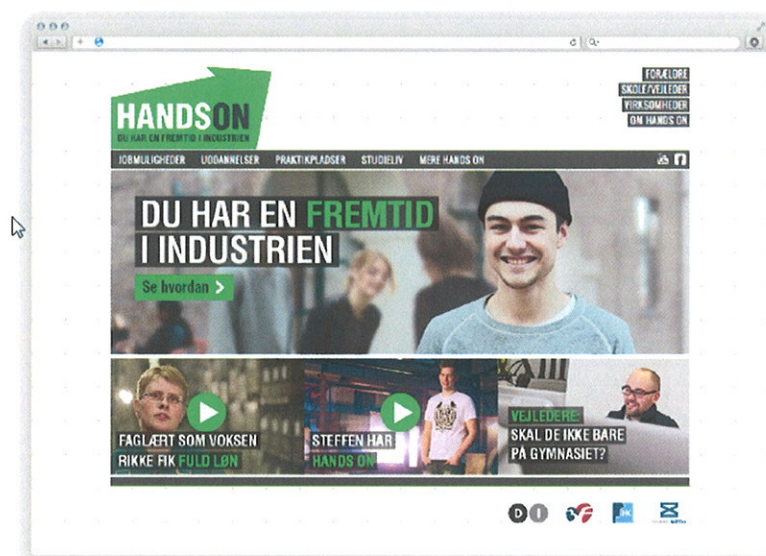 FORÆLDRE
SKOLE/VEJLEDER
VIRKSOMHEDER
OM HANDS ON
HANDSON
DU HAR EN FREMTID I INDUSTRIEN
JOBMULIGHEDER UDDANNELSER PRAKTIKPLADSER STUDIELIV MERE HANDS ON
DU HAR EN FREMTID
I INDUSTRIEN
Se hvordan
FAGLÆRT SOM VOKSEN
RIKKE FIK FULD LØN
STEFFEN HAR
HANDS ON
VEJLEDERE:
SKAL DE IKKE BARE
PÅ GYMNASIET?
DI